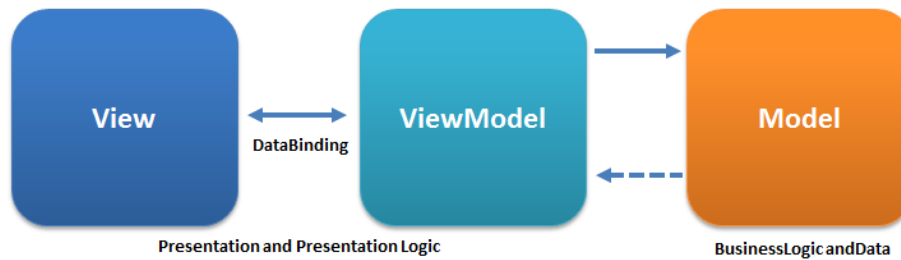 View
ViewModel
Model
DataBinding
Presentation and Presentation Logic
BusinessLogic andData